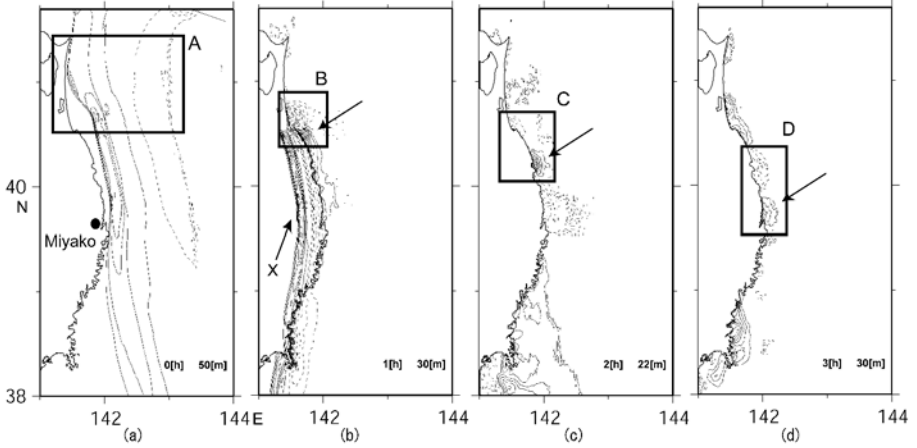 A
B
C
D
40
N
Miyako
X
0[h] 50[m]
1[h] 30[m]
2[h] 22[m]
3[h] 30[m]
38
142
144
E
142
144
142
144
142
144
(a)
(b)
(c)
(d)